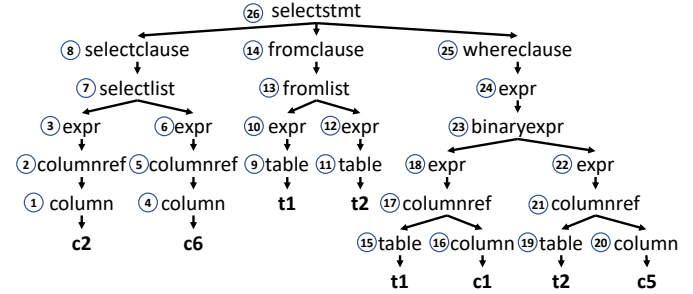 26 selectstmt
8 selectclause 14 fromclause 25 whereclause
7 selectlist 13 fromlist 24 expr
3 expr 6 expr 10 expr 12 expr 23 binaryexpr
2 columnref 5 columnref 9 table 11 table 18 expr 22 expr
1 column 4 column t1 t2 17 columnref 21 columnref
c2 c6 15 table 16 column 19 table 20 column
t1 c1 t2 c5